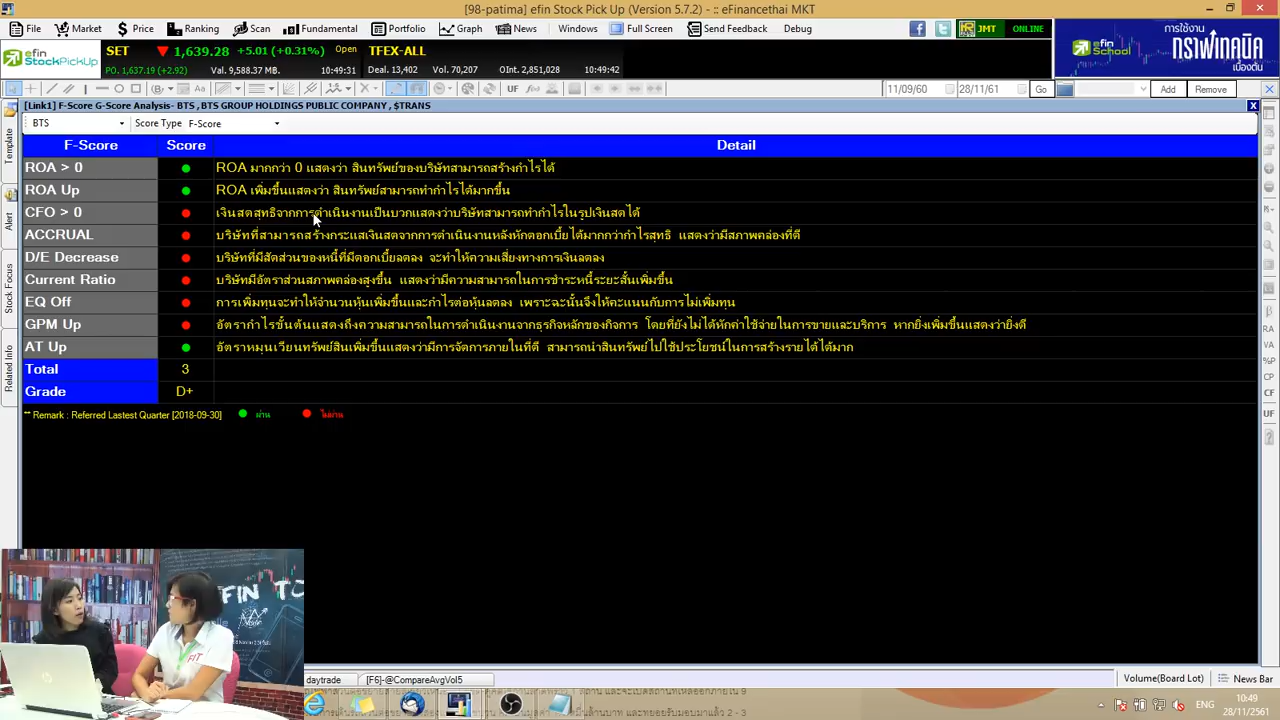 [98-patima] efin Stock Pick Up (Version 5.7.2) - :: eFinancethai MKT
File Market Price Ranking Scan Fundamental Portfolio Graph News Windows Full Screen Send Feedback Debug JMT ONLINE
efin StockPickUp
SET 1,639.28 +5.01 (+0.31%) Open TFEX-ALL
PO. 1,637.19 (+2.92) Val. 9,588.37 MB. 10:49:31 Deal. 13,402 Vol. 70,207 OInt. 2,851,028 10:49:42
efin School
การใช้งาน
กราฟเทคนิค
เบื้องต้น
UF 11/09/60 28/11/61 Go Add Remove
[Link1] F-Score G-Score Analysis- BTS , BTS GROUP HOLDINGS PUBLIC COMPANY , $TRANS
BTS Score Type F-Score
F-Score Score Detail
ROA > 0 ROA มากกว่า 0 แสดงว่า สินทรัพย์ของบริษัทสามารถสร้างกำไรได้
ROA Up ROA เพิ่มขึ้นแสดงว่า สินทรัพย์สามารถทำกำไรได้มากขึ้น
CFO > 0 เงินสดสุทธิจากการดำเนินงานเป็นบวกแสดงว่าบริษัทสามารถทำกำไรในรูปเงินสดได้
ACCRUAL บริษัทที่สามารถสร้างกระแสเงินสดจากการดำเนินงานหลังหักดอกเบี้ยได้มากกว่ากำไรสุทธิ แสดงว่ามีสภาพคล่องที่ดี
D/E Decrease บริษัทที่มีสัดส่วนของหนี้ที่มีดอกเบี้ยลดลง จะทำให้ความเสี่ยงทางการเงินลดลง
Current Ratio บริษัทที่มีอัตราส่วนสภาพคล่องสูงขึ้น แสดงว่ามีความสามารถในการชำระหนี้ระยะสั้นเพิ่มขึ้น
EQ Off การเพิ่มทุนจะทำให้จำนวนหุ้นเพิ่มขึ้นและกำไรต่อหุ้นลดลง เพราะฉะนั้นจึงให้คะแนนกับการไม่เพิ่มทุน
GPM Up อัตรากำไรขั้นต้นแสดงถึงความสามารถในการดำเนินงานจากธุรกิจหลักของกิจการ โดยที่ยังไม่ได้หักค่าใช้จ่ายในการขายและบริการ หากยิ่งเพิ่มขึ้นแสดงว่ายิ่งดี
AT Up อัตราหมุนเวียนทรัพย์สินเพิ่มขึ้นแสดงว่ามีการจัดการภายในที่ดี สามารถนำสินทรัพย์ไปใช้ประโยชน์ในการสร้างรายได้ได้มาก
Total 3
Grade D+
** Remark : Referred Lastest Quarter [2018-09-30] ผ่าน ไม่ผ่าน
Template
Alert
Stock Focus
Related Info
RA
VA
%P
CP
CF
UF
EFIN
FIT
daytrade [F6]-@CompareAvgVol5 Volume(Board Lot) News Bar
ENG
10:49
28/11/2561